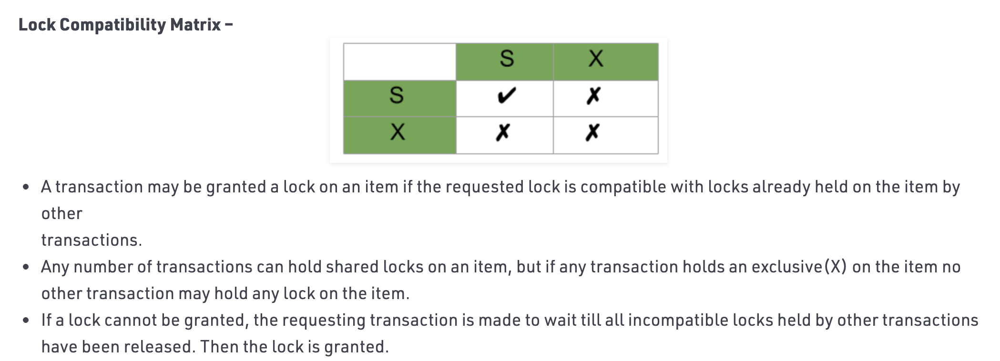 Lock Compatibility Matrix –
S X
S ✔ ✗
X ✗ ✗
• A transaction may be granted a lock on an item if the requested lock is compatible with locks already held on the item by
other
transactions.
• Any number of transactions can hold shared locks on an item, but if any transaction holds an exclusive(X) on the item no
other transaction may hold any lock on the item.
• If a lock cannot be granted, the requesting transaction is made to wait till all incompatible locks held by other transactions
have been released. Then the lock is granted.